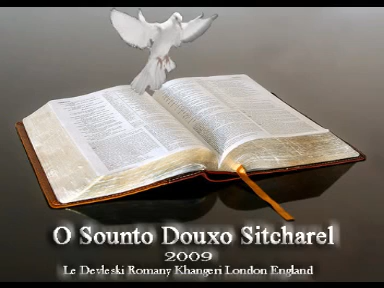 O Sounto Douxo Sitcharel
2009
Le Devleski Romany Khangeri London England